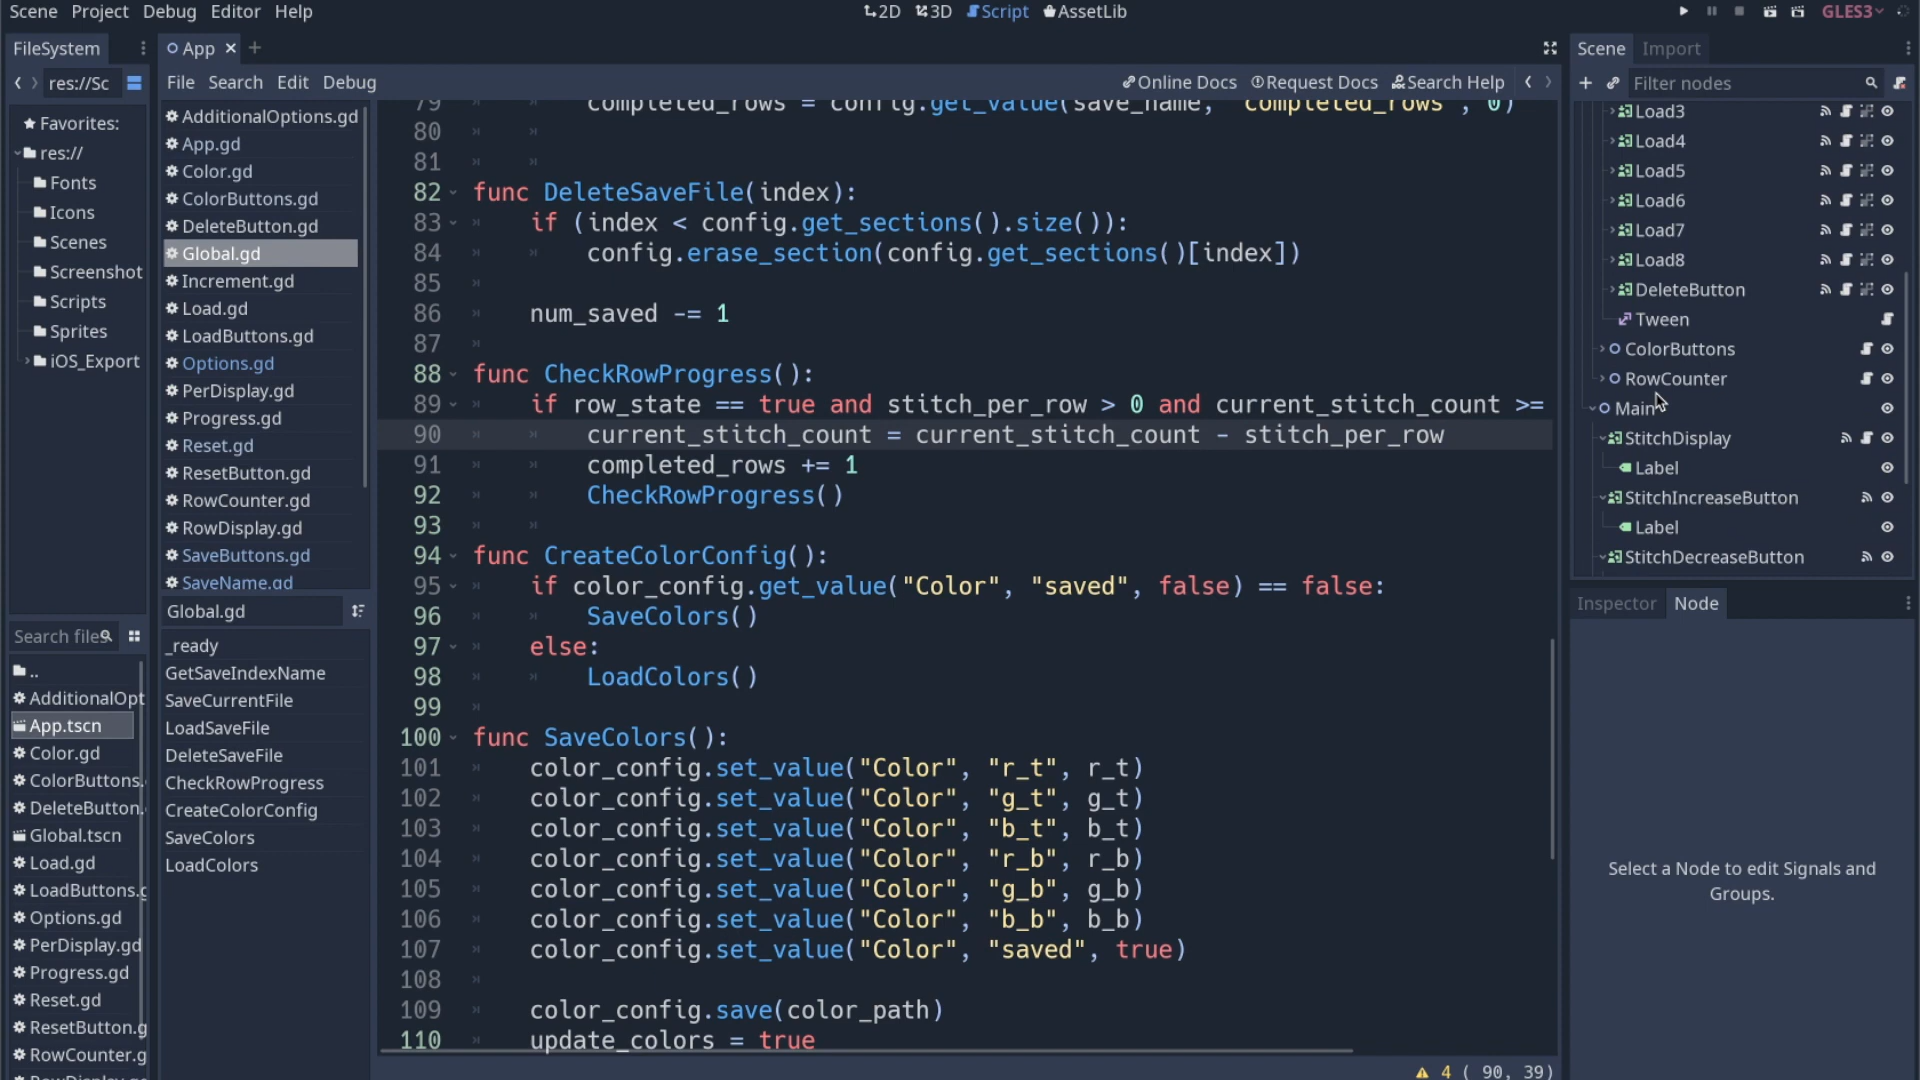 Scene Project Debug Editor Help
2D 3D Script AssetLib
GLES3
FileSystem
res://Sc
Favorites:
res://
Fonts
Icons
Scenes
Screenshot
Scripts
Sprites
iOS_Export
Search files
..
AdditionalOpt
App.tscn
Color.gd
ColorButtons.
DeleteButton.
Global.tscn
Load.gd
LoadButtons.g
Options.gd
PerDisplay.gd
Progress.gd
Reset.gd
ResetButton.g
RowCounter.g
App
File Search Edit Debug
Online Docs Request Docs Search Help
AdditionalOptions.gd
App.gd
Color.gd
ColorButtons.gd
DeleteButton.gd
Global.gd
Increment.gd
Load.gd
LoadButtons.gd
Options.gd
PerDisplay.gd
Progress.gd
Reset.gd
ResetButton.gd
RowCounter.gd
RowDisplay.gd
SaveButtons.gd
SaveName.gd
Global.gd
_ready
GetSaveIndexName
SaveCurrentFile
LoadSaveFile
DeleteSaveFile
CheckRowProgress
CreateColorConfig
SaveColors
LoadColors
79 completed_rows = config.get_value(save_name, "completed_rows", 0)
80
81
82 func DeleteSaveFile(index):
83 if (index < config.get_sections().size()):
84 config.erase_section(config.get_sections()[index])
85
86 num_saved -= 1
87
88 func CheckRowProgress():
89 if row_state == true and stitch_per_row > 0 and current_stitch_count >=
90 current_stitch_count = current_stitch_count - stitch_per_row
91 completed_rows += 1
92 CheckRowProgress()
93
94 func CreateColorConfig():
95 if color_config.get_value("Color", "saved", false) == false:
96 SaveColors()
97 else:
98 LoadColors()
99
100 func SaveColors():
101 color_config.set_value("Color", "r_t", r_t)
102 color_config.set_value("Color", "g_t", g_t)
103 color_config.set_value("Color", "b_t", b_t)
104 color_config.set_value("Color", "r_b", r_b)
105 color_config.set_value("Color", "g_b", g_b)
106 color_config.set_value("Color", "b_b", b_b)
107 color_config.set_value("Color", "saved", true)
108
109 color_config.save(color_path)
110 update_colors = true
4 ( 90, 39)
Scene Import
Filter nodes
Load3
Load4
Load5
Load6
Load7
Load8
DeleteButton
Tween
ColorButtons
RowCounter
Main
StitchDisplay
Label
StitchIncreaseButton
Label
StitchDecreaseButton
Inspector Node
Select a Node to edit Signals and
Groups.